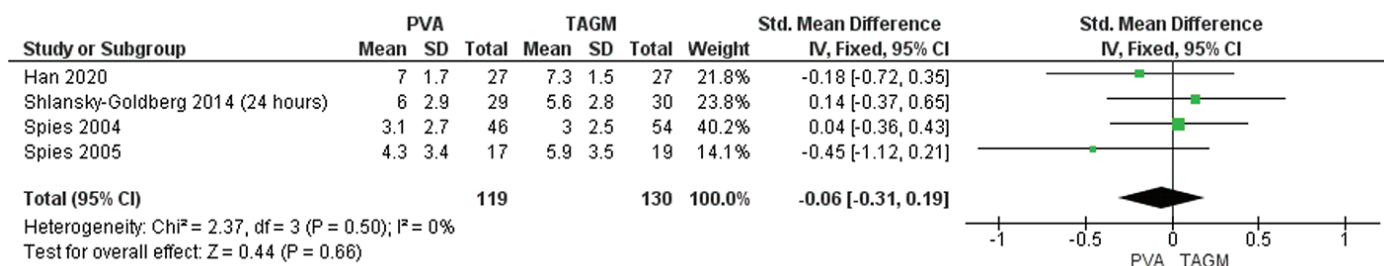 PVA TAGM Std. Mean Difference Std. Mean Difference
Study or Subgroup Mean SD Total Mean SD Total Weight IV, Fixed, 95% CI IV, Fixed, 95% CI
Han 2020 7 1.7 27 7.3 1.5 27 21.8% -0.18 [-0.72, 0.35]
Shlansky-Goldberg 2014 (24 hours) 6 2.9 29 5.6 2.8 30 23.8% 0.14 [-0.37, 0.65]
Spies 2004 3.1 2.7 46 3 2.5 54 40.2% 0.04 [-0.36, 0.43]
Spies 2005 4.3 3.4 17 5.9 3.5 19 14.1% -0.45 [-1.12, 0.21]
Total (95% CI) 119 130 100.0% -0.06 [-0.31, 0.19]
Heterogeneity: Chi² = 2.37, df = 3 (P = 0.50); I² = 0%
Test for overall effect: Z = 0.44 (P = 0.66)
-1 -0.5 0 0.5 1
PVA TAGM